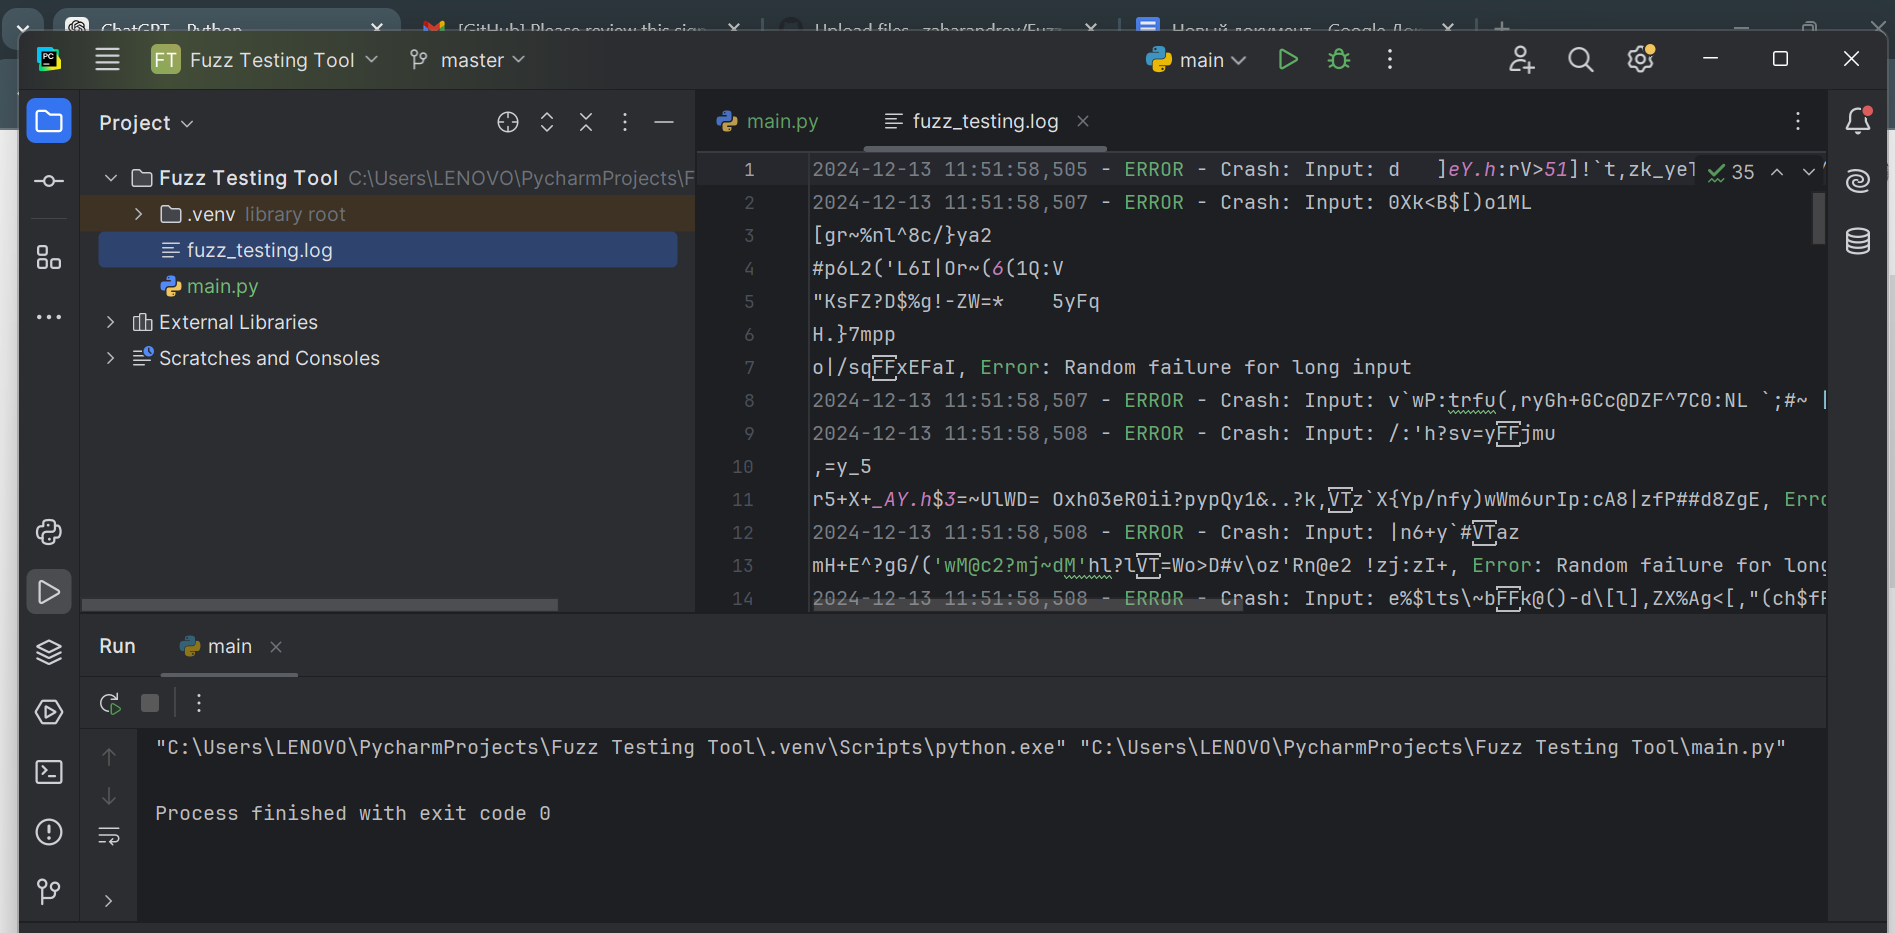 ChatGPT - Python
[GitHub] Please review this sign
Upload files · zaharandrey/Fuzz
Новый документ - Google Док
PC
FT Fuzz Testing Tool
master
main
Project
main.py
fuzz_testing.log
Fuzz Testing Tool C:\Users\LENOVO\PycharmProjects\F
.venv library root
fuzz_testing.log
main.py
External Libraries
Scratches and Consoles
35
1 2024-12-13 11:51:58,505 - ERROR - Crash: Input: d   ]eY.h:rV>51]!`t,zk_yeT
2 2024-12-13 11:51:58,507 - ERROR - Crash: Input: 0Xk<B$[)o1ML
3 [gr~%nl^8c/}ya2
4 #p6L2('L6I|Or~(6(1Q:V
5 "KsFZ?D$%g!-ZW=*    5yFq
6 H.}7mpp
7 o|/sqFFxEFaI, Error: Random failure for long input
8 2024-12-13 11:51:58,507 - ERROR - Crash: Input: v`wP:trfu(,ryGh+GCc@DZF^7C0:NL `;#~ [
9 2024-12-13 11:51:58,508 - ERROR - Crash: Input: /:'h?sv=yFFjmu
10 ,=y_5
11 r5+X+_AY.h$3=~UlWD= Oxh03eR0ii?pypQy1&..?k,VTz`X{Yp/nfy)wWm6urIp:cA8|zfP##d8ZgE, Erro
12 2024-12-13 11:51:58,508 - ERROR - Crash: Input: |n6+y`#VTaz
13 mH+E^?gG/('wM@c2?mj~dM'hl?lVT=Wo>D#v\oz'Rn@e2 !zj:zI+, Error: Random failure for long
14 2024-12-13 11:51:58,508 - ERROR - Crash: Input: e%$lts\~bFFk@()-d\[l],ZX%Ag<[,"(ch$fF
Run
main
"C:\Users\LENOVO\PycharmProjects\Fuzz Testing Tool\.venv\Scripts\python.exe" "C:\Users\LENOVO\PycharmProjects\Fuzz Testing Tool\main.py"
Process finished with exit code 0